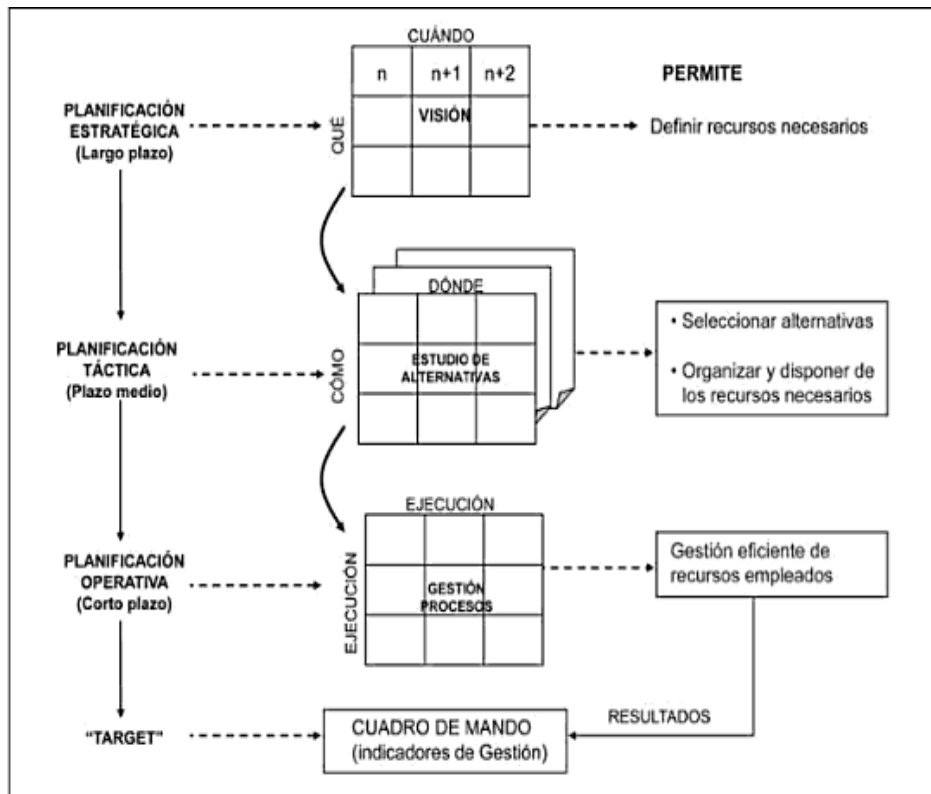 CUÁNDO
n n+1 n+2
PERMITE
PLANIFICACIÓN
ESTRATÉGICA
(Largo plazo)
QUÉ
VISIÓN
Definir recursos necesarios
DÓNDE
PLANIFICACIÓN
TÁCTICA
(Plazo medio)
CÓMO
ESTUDIO DE
ALTERNATIVAS
• Seleccionar alternativas
• Organizar y disponer de
los recursos necesarios
EJECUCIÓN
PLANIFICACIÓN
OPERATIVA
(Corto plazo)
EJECUCIÓN
GESTIÓN
PROCESOS
Gestión eficiente de
recursos empleados
"TARGET"
CUADRO DE MANDO
(indicadores de Gestión)
RESULTADOS